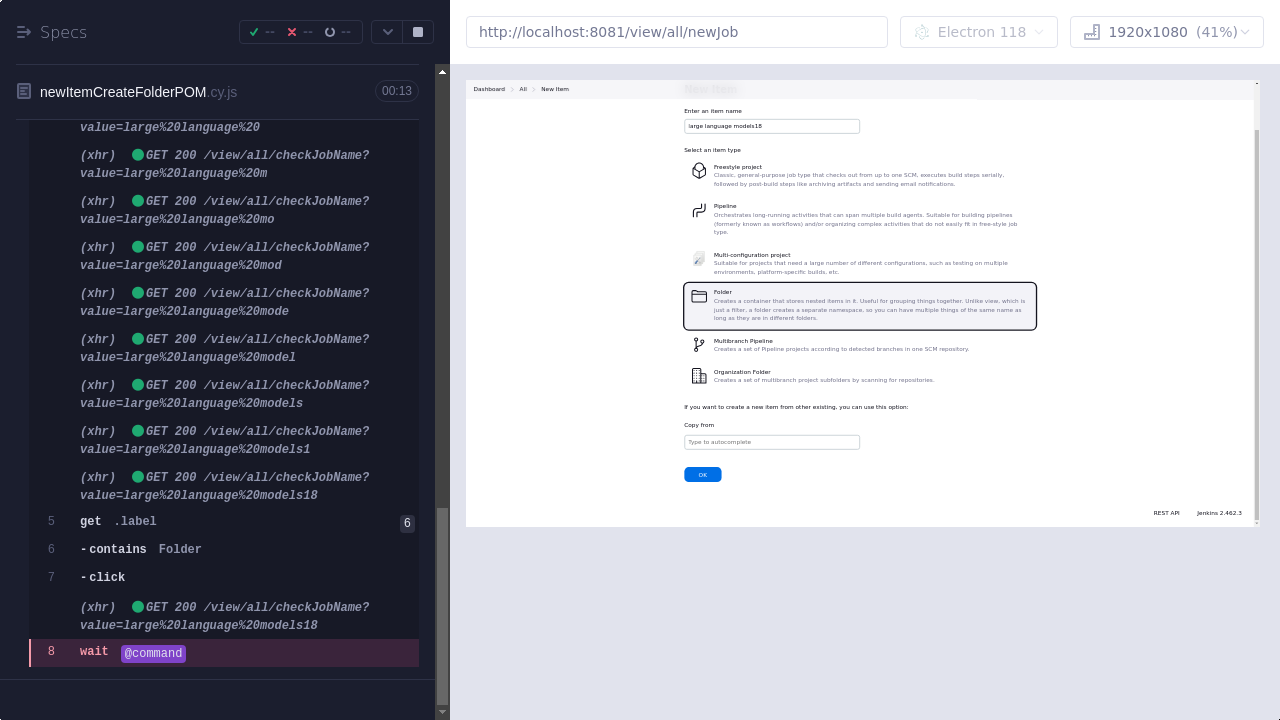 Specs
--
--
--
http://localhost:8081/view/all/newJob
Electron 118
1920x1080 (41%)
newItemCreateFolderPOM.cy.js
00:13
value=large%20language%20
(xhr) GET 200 /view/all/checkJobName?
value=large%20language%20m
(xhr) GET 200 /view/all/checkJobName?
value=large%20language%20mo
(xhr) GET 200 /view/all/checkJobName?
value=large%20language%20mod
(xhr) GET 200 /view/all/checkJobName?
value=large%20language%20mode
(xhr) GET 200 /view/all/checkJobName?
value=large%20language%20model
(xhr) GET 200 /view/all/checkJobName?
value=large%20language%20models
(xhr) GET 200 /view/all/checkJobName?
value=large%20language%20models1
(xhr) GET 200 /view/all/checkJobName?
value=large%20language%20models18
5 get .label 6
6 -contains Folder
7 -click
(xhr) GET 200 /view/all/checkJobName?
value=large%20language%20models18
8 wait @command
Dashboard
All
New Item
New Item
Enter an item name
large language models18
Select an item type
Freestyle project
Classic, general-purpose job type that checks out from up to one SCM, executes build steps serially,
followed by post-build steps like archiving artifacts and sending email notifications.
Pipeline
Orchestrates long-running activities that can span multiple build agents. Suitable for building pipelines
(formerly known as workflows) and/or organizing complex activities that do not easily fit in free-style job
type.
Multi-configuration project
Suitable for projects that need a large number of different configurations, such as testing on multiple
environments, platform-specific builds, etc.
Folder
Creates a container that stores nested items in it. Useful for grouping things together. Unlike view, which is
just a filter, a folder creates a separate namespace, so you can have multiple things of the same name as
long as they are in different folders.
Multibranch Pipeline
Creates a set of Pipeline projects according to detected branches in one SCM repository.
Organization Folder
Creates a set of multibranch project subfolders by scanning for repositories.
If you want to create a new item from other existing, you can use this option:
Copy from
Type to autocomplete
OK
REST API
Jenkins 2.462.3